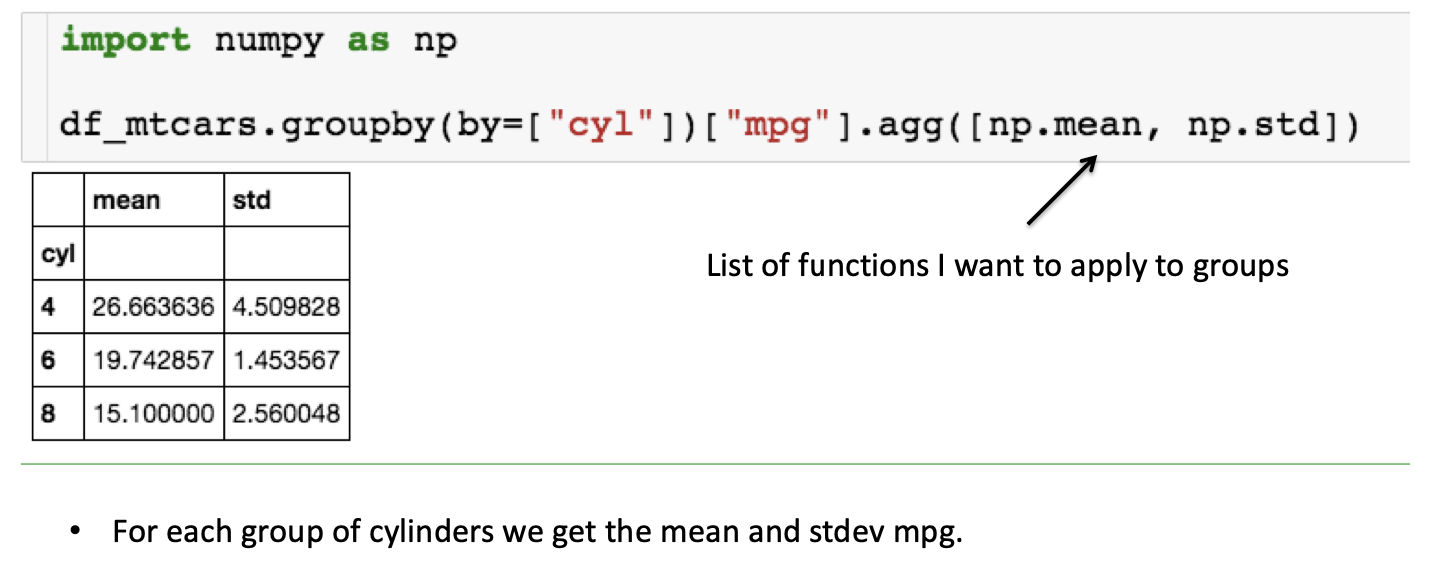 import numpy as np
df_mtcars.groupby(by=["cyl"])["mpg"].agg([np.mean, np.std])
mean std
cyl
4 26.663636 4.509828
6 19.742857 1.453567
8 15.100000 2.560048
List of functions I want to apply to groups
• For each group of cylinders we get the mean and stdev mpg.